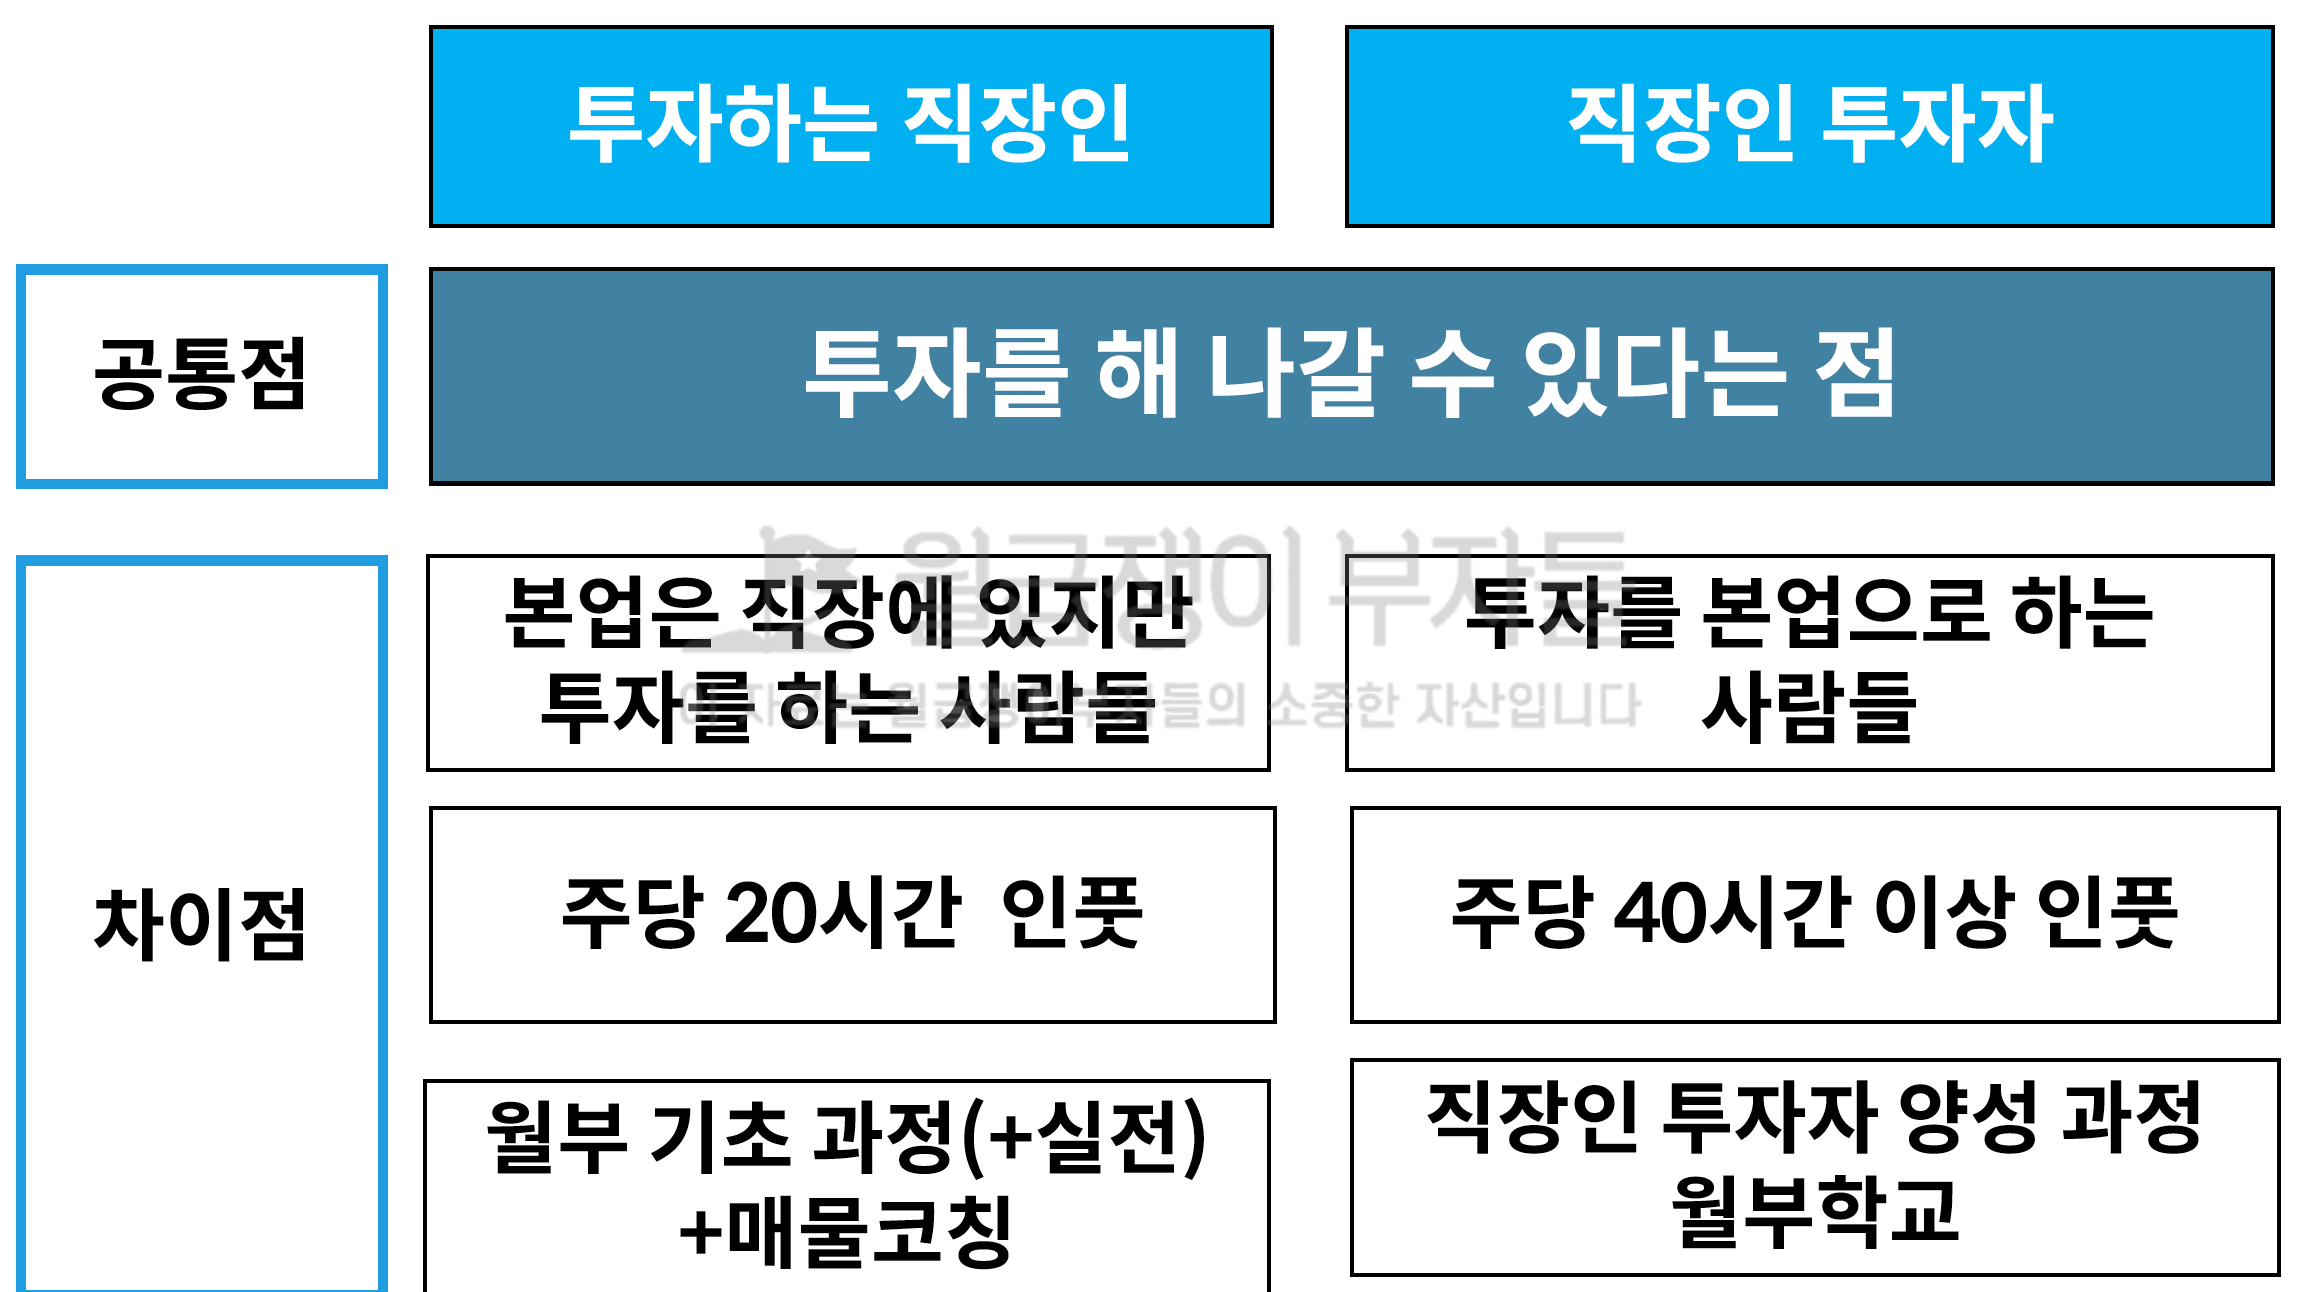 투자하는 직장인
직장인 투자자
공통점
투자를 해 나갈 수 있다는 점
월급쟁이 부자들
이 자료는 월급쟁이부자들의 소중한 자산입니다
차이점
본업은 직장에 있지만
투자를 하는 사람들
투자를 본업으로 하는
사람들
주당 20시간 인풋
주당 40시간 이상 인풋
월부 기초 과정(+실전)
+매물코칭
직장인 투자자 양성 과정
월부학교